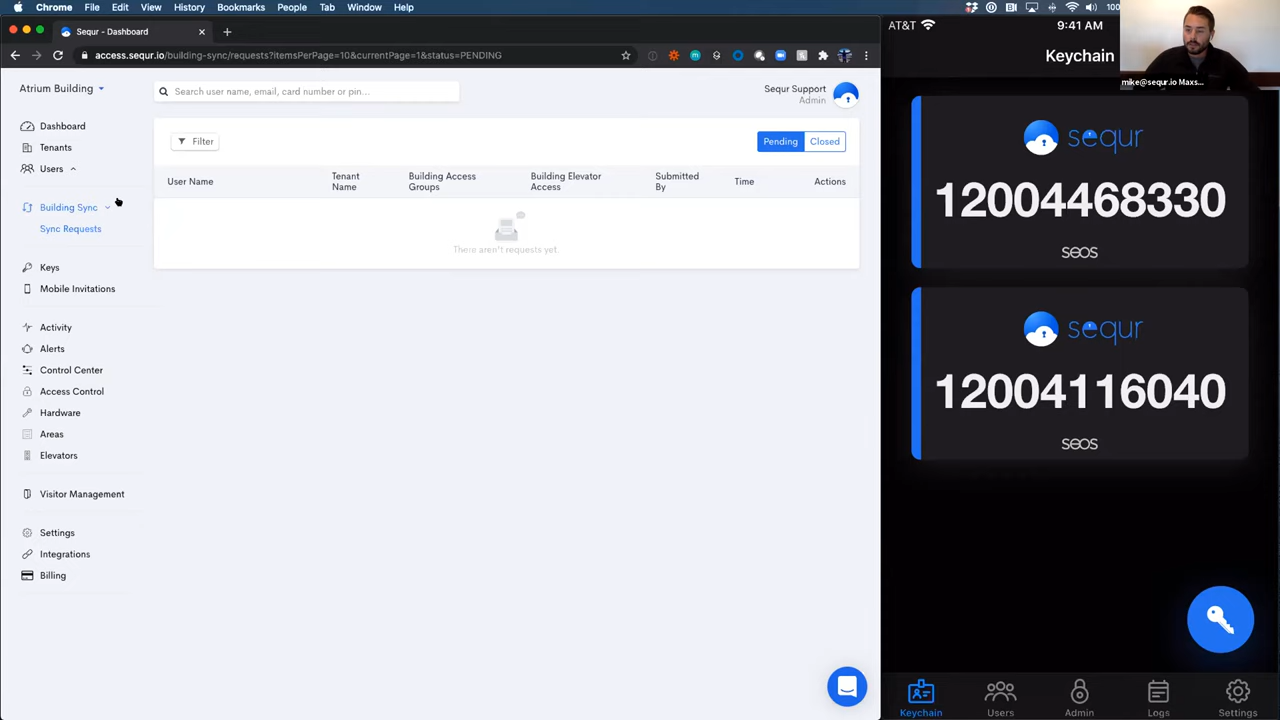 Chrome File Edit View History Bookmarks People Tab Window Help
Sequr - Dashboard
access.sequr.io/building-sync/requests?itemsPerPage=10&currentPage=1&status=PENDING
Atrium Building
Search user name, email, card number or pin...
Sequr Support
Admin
Dashboard
Tenants
Users
Building Sync
Sync Requests
Keys
Mobile Invitations
Activity
Alerts
Control Center
Access Control
Hardware
Areas
Elevators
Visitor Management
Settings
Integrations
Billing
Filter
Pending Closed
User Name
Tenant Name
Building Access Groups
Building Elevator Access
Submitted By
Time
Actions
There aren't requests yet.
AT&T 9:41 AM
mike@sequr.io Maxs...
Keychain
sequr
12004468330
seos
sequr
12004116040
seos
Keychain Users Admin Logs Settings